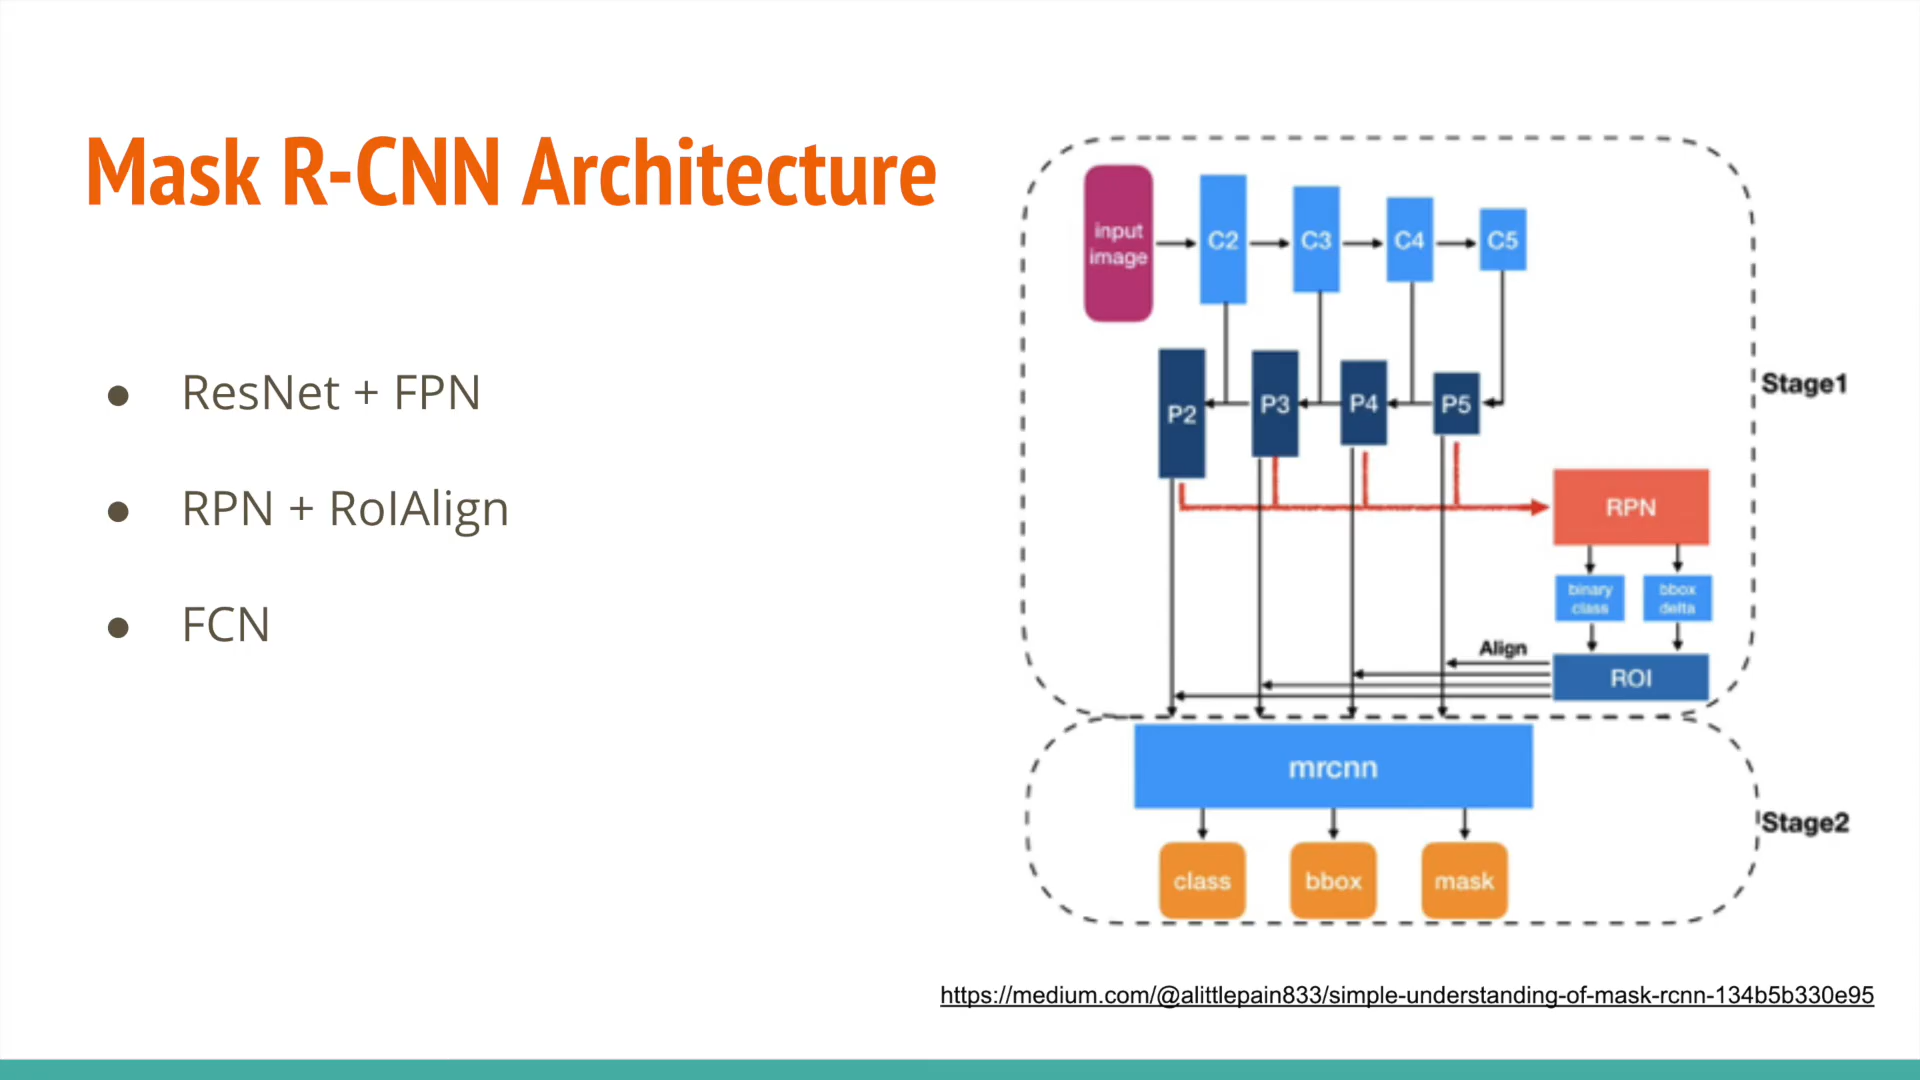 Mask R-CNN Architecture
● ResNet + FPN
● RPN + RoIAlign
● FCN
input
image
C2
C3
C4
C5
P2
P3
P4
P5
Stage1
RPN
binary
class
bbox
delta
Align
ROI
mrcnn
Stage2
class
bbox
mask
https://medium.com/@alittlepain833/simple-understanding-of-mask-rcnn-134b5b330e95